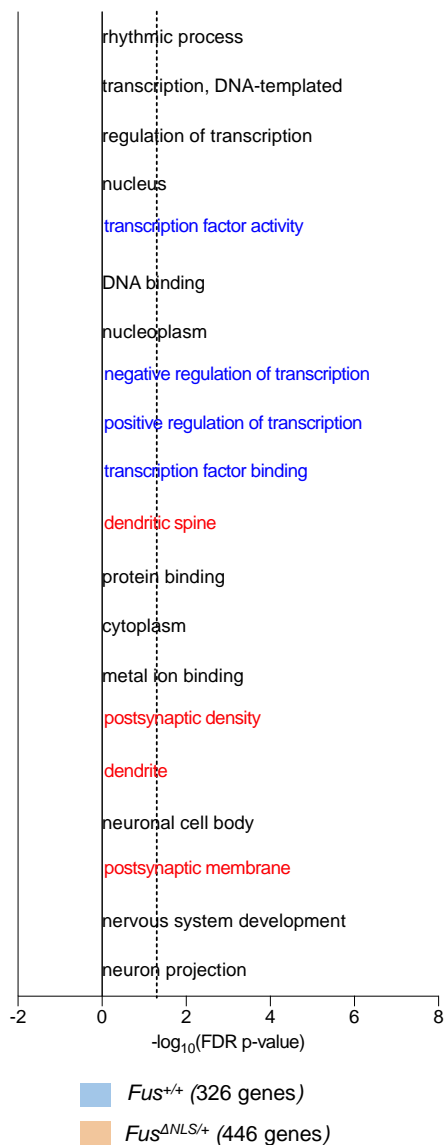 rhythmic process
transcription, DNA-templated
regulation of transcription
nucleus
transcription factor activity
DNA binding
nucleoplasm
negative regulation of transcription
positive regulation of transcription
transcription factor binding
dendritic spine
protein binding
cytoplasm
metal ion binding
postsynaptic density
dendrite
neuronal cell body
postsynaptic membrane
nervous system development
neuron projection
-2 0 2 4 6 8
-log10(FDR p-value)
Fus+/+ (326 genes)
FusΔNLS/+ (446 genes)